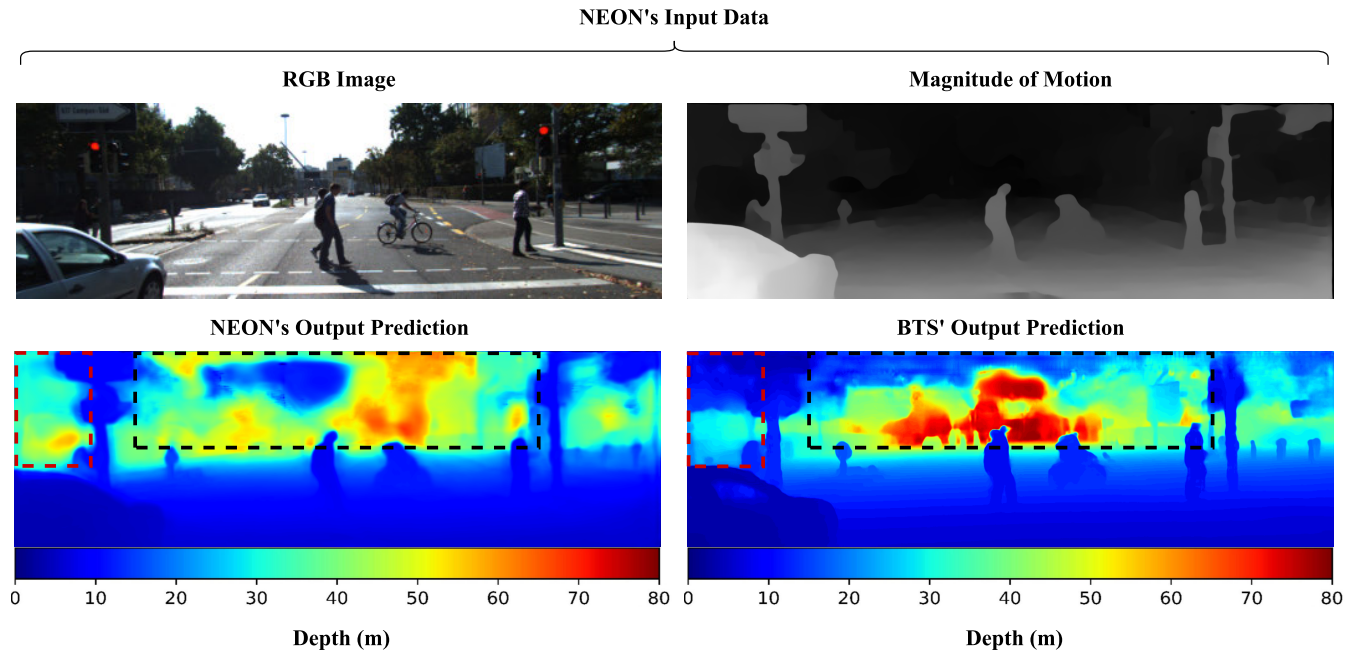 NEON's Input Data
RGB Image
Magnitude of Motion
NEON's Output Prediction
BTS' Output Prediction
0 10 20 30 40 50 60 70 80
0 10 20 30 40 50 60 70 80
Depth (m)
Depth (m)